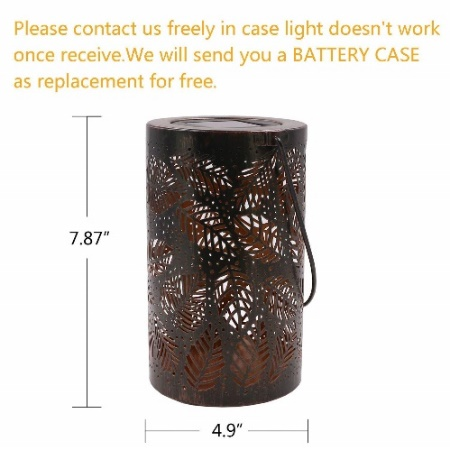 Please contact us freely in case light doesn't work
once receive.We will send you a BATTERY CASE
as replacement for free.
7.87”
4.9”